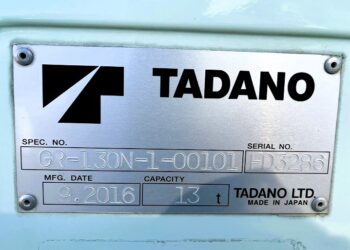 TADANO
SPEC. NO.
SERIAL NO.
GR-130N-1-00101
FD3286
MFG. DATE
CAPACITY
9.2016
13 t
TADANO LTD.
MADE IN JAPAN